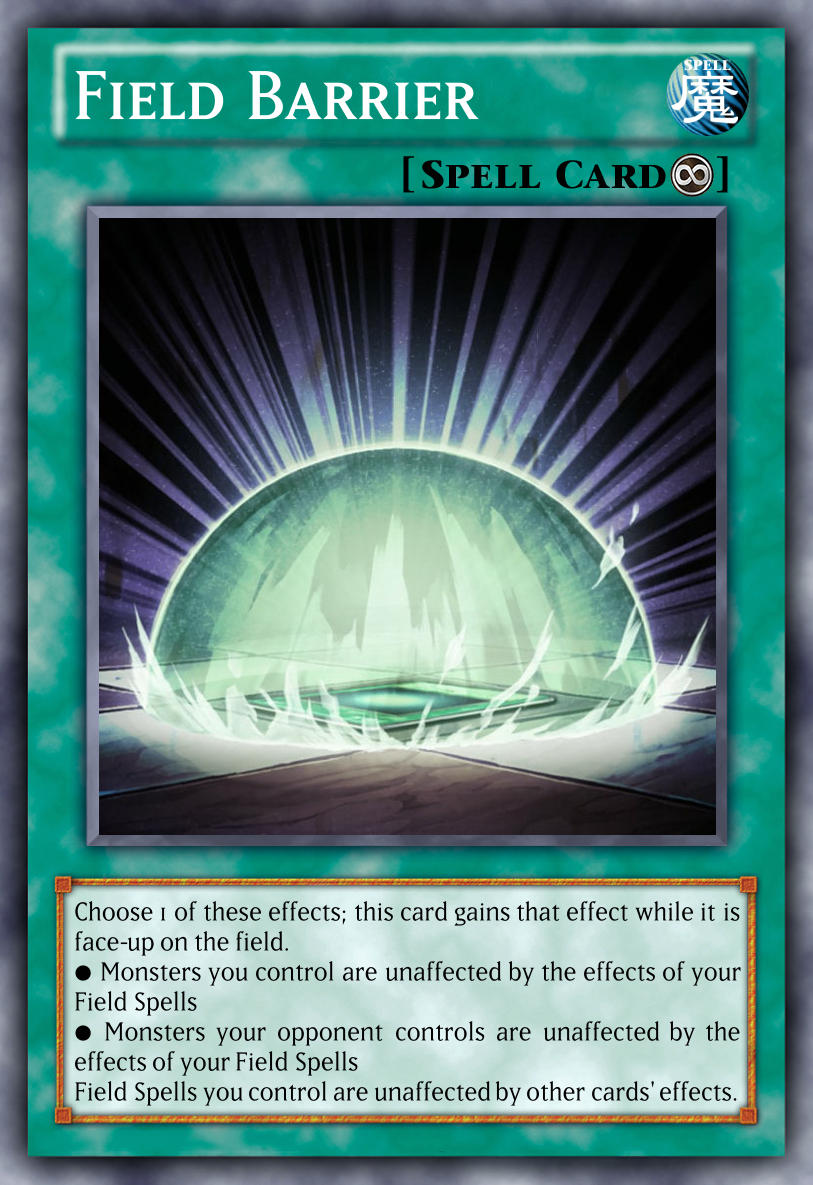 Field Barrier
SPELL
魔
[Spell Card]
Choose 1 of these effects; this card gains that effect while it is
face-up on the field.
● Monsters you control are unaffected by the effects of your
Field Spells
● Monsters your opponent controls are unaffected by the
effects of your Field Spells
Field Spells you control are unaffected by other cards' effects.